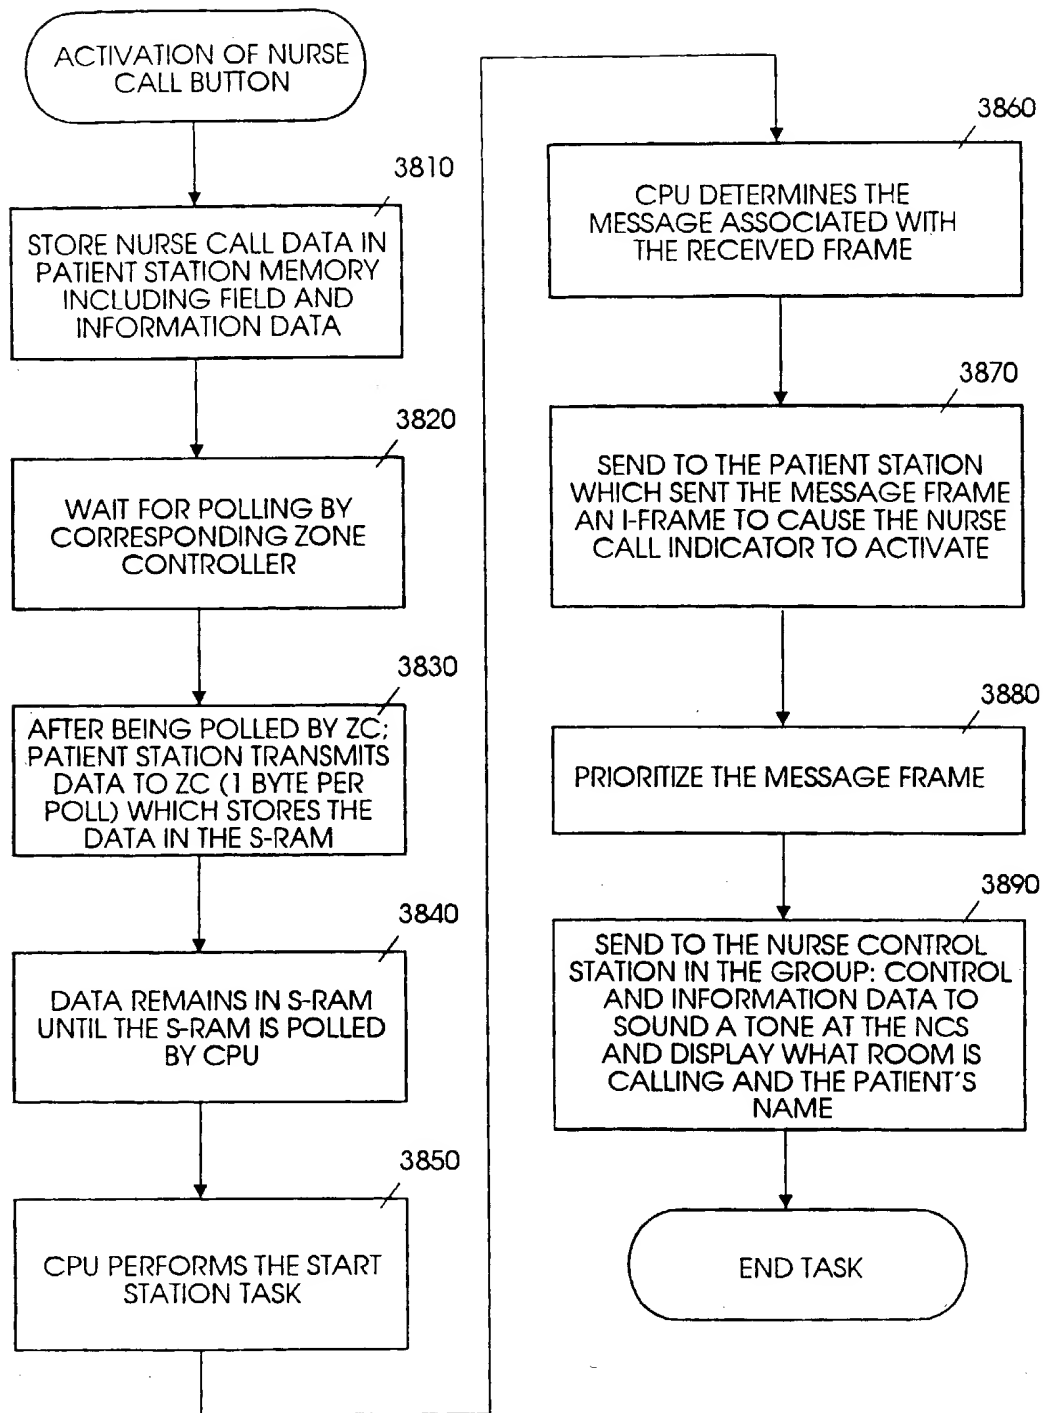 ACTIVATION OF NURSE
CALL BUTTON
3810
STORE NURSE CALL DATA IN
PATIENT STATION MEMORY
INCLUDING FIELD AND
INFORMATION DATA
3820
WAIT FOR POLLING BY
CORRESPONDING ZONE
CONTROLLER
3830
AFTER BEING POLLED BY ZC;
PATIENT STATION TRANSMITS
DATA TO ZC (1 BYTE PER
POLL) WHICH STORES THE
DATA IN THE S-RAM
3840
DATA REMAINS IN S-RAM
UNTIL THE S-RAM IS POLLED
BY CPU
3850
CPU PERFORMS THE START
STATION TASK
3860
CPU DETERMINES THE
MESSAGE ASSOCIATED WITH
THE RECEIVED FRAME
3870
SEND TO THE PATIENT STATION
WHICH SENT THE MESSAGE FRAME
AN I-FRAME TO CAUSE THE NURSE
CALL INDICATOR TO ACTIVATE
3880
PRIORITIZE THE MESSAGE FRAME
3890
SEND TO THE NURSE CONTROL
STATION IN THE GROUP: CONTROL
AND INFORMATION DATA TO
SOUND A TONE AT THE NCS
AND DISPLAY WHAT ROOM IS
CALLING AND THE PATIENT'S
NAME
END TASK